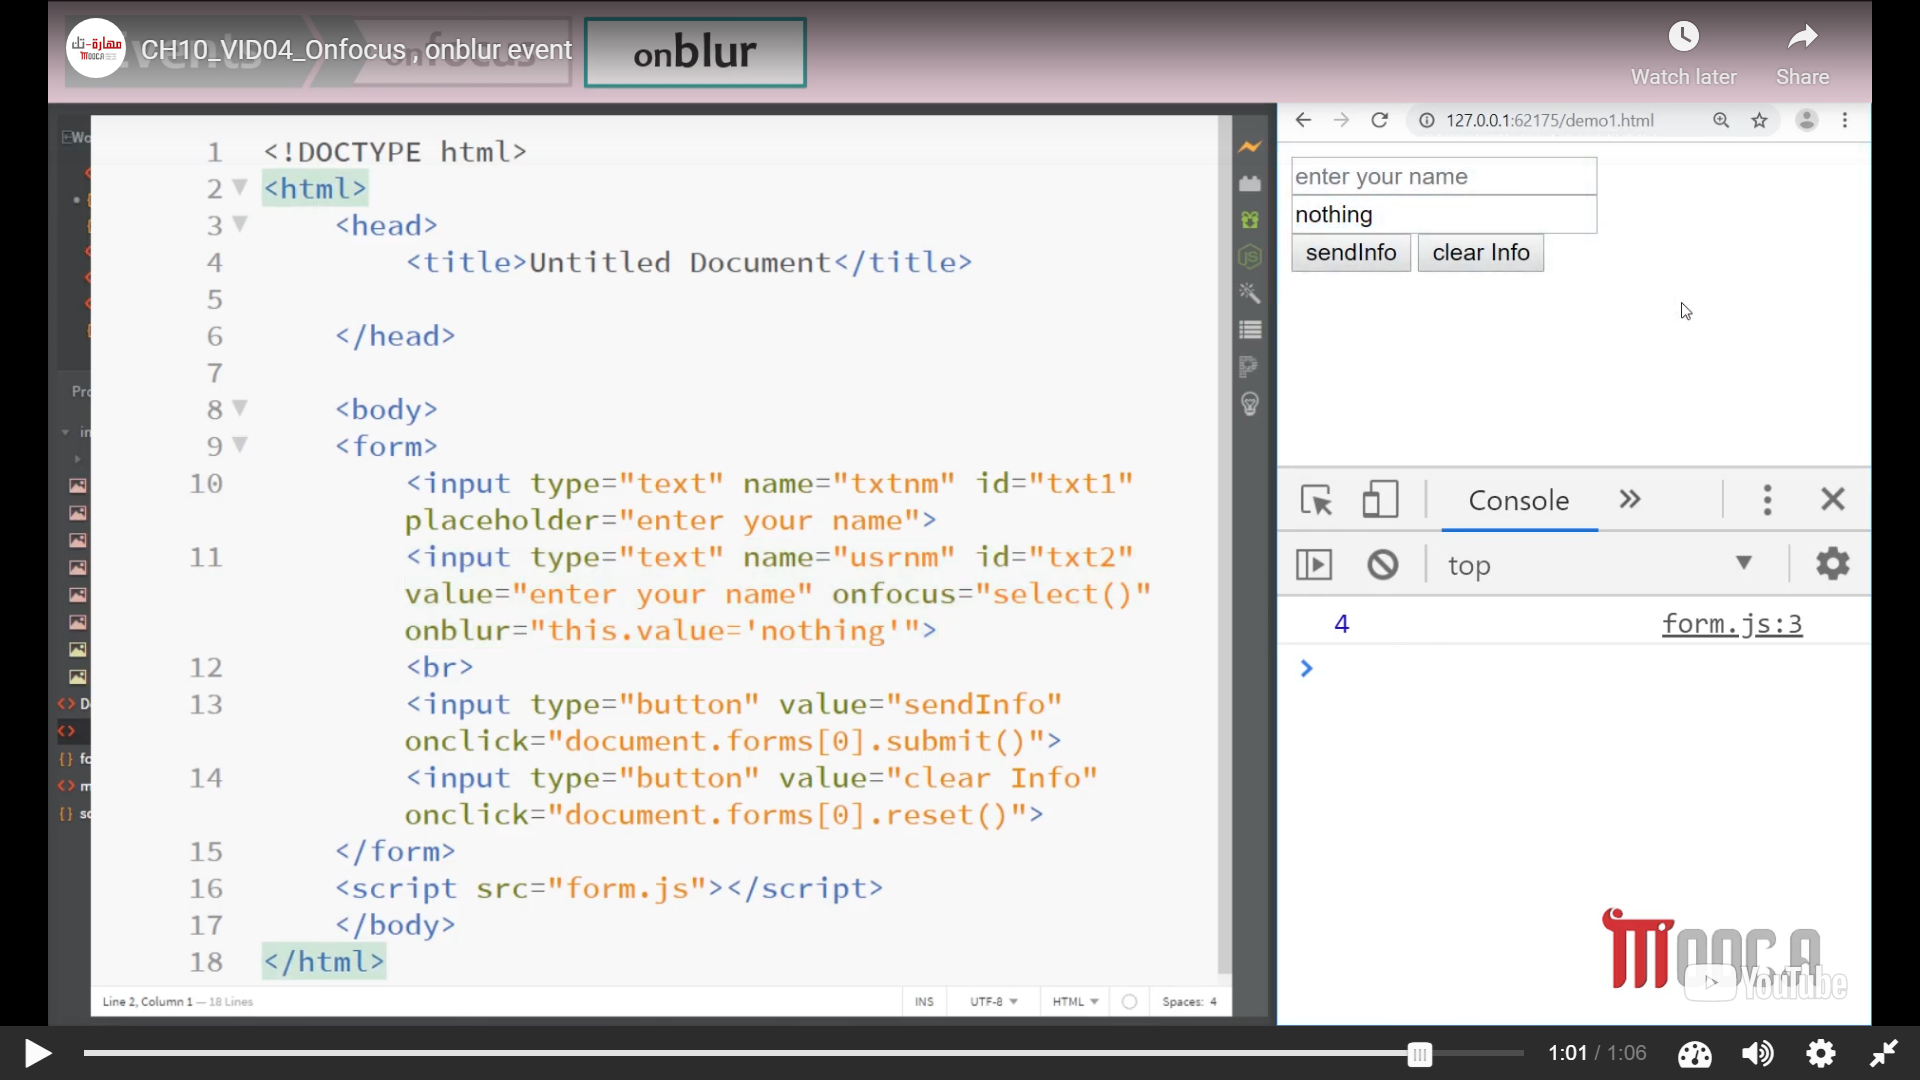 CH10_VID04_Onfocus , onblur event
onblur
Watch later
Share
مهارة-تك
MOOCA
127.0.0.1:62175/demo1.html
enter your name
nothing
sendInfo
clear Info
1 <!DOCTYPE html>
2 <html>
3 <head>
4 <title>Untitled Document</title>
5
6 </head>
7
8 <body>
9 <form>
10 <input type="text" name="txtnm" id="txt1"
placeholder="enter your name">
11 <input type="text" name="usrnm" id="txt2"
value="enter your name" onfocus="select()"
onblur="this.value='nothing'">
12 <br>
13 <input type="button" value="sendInfo"
onclick="document.forms[0].submit()">
14 <input type="button" value="clear Info"
onclick="document.forms[0].reset()">
15 </form>
16 <script src="form.js"></script>
17 </body>
18 </html>
Console
top
4 form.js:3
MOOCA
YouTube
Line 2, Column 1 — 18 Lines
INS
UTF-8
HTML
Spaces: 4
1:01 / 1:06